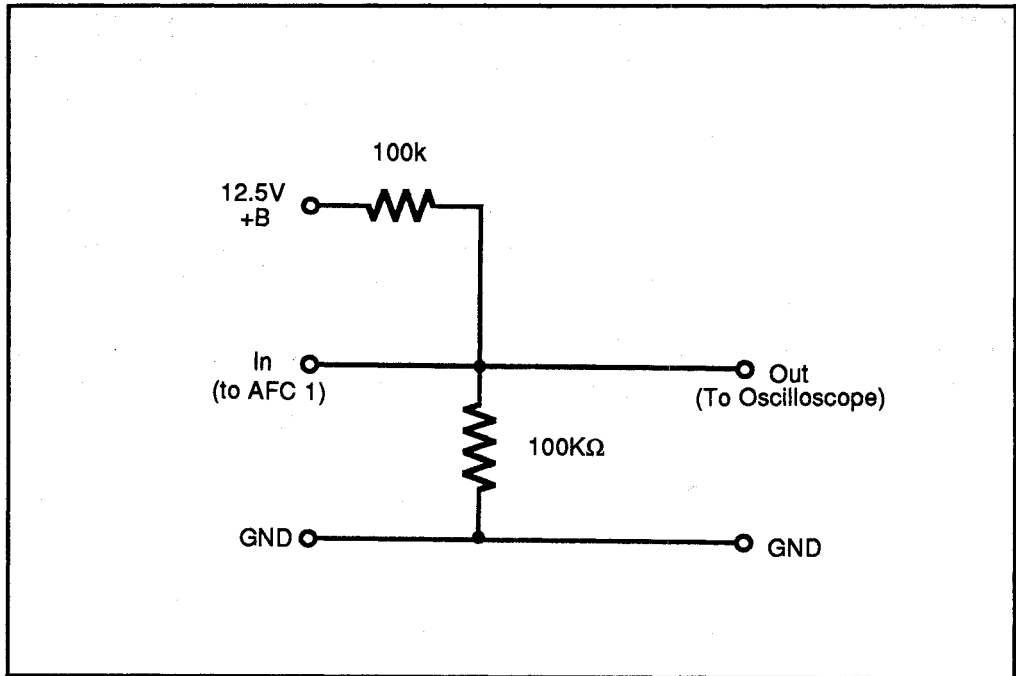 100k
12.5V
+B
In
(to AFC 1)
Out
(To Oscilloscope)
100KΩ
GND
GND